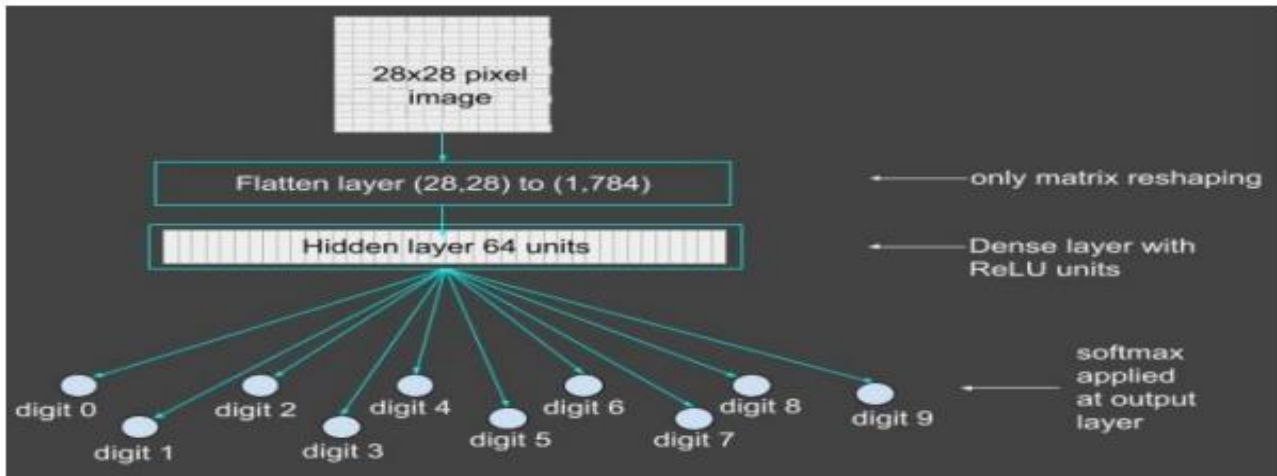 28x28 pixel
image
Flatten layer (28,28) to (1,784)
only matrix reshaping
Hidden layer 64 units
Dense layer with
ReLU units
digit 0
digit 1
digit 2
digit 3
digit 4
digit 5
digit 6
digit 7
digit 8
digit 9
softmax
applied
at output
layer